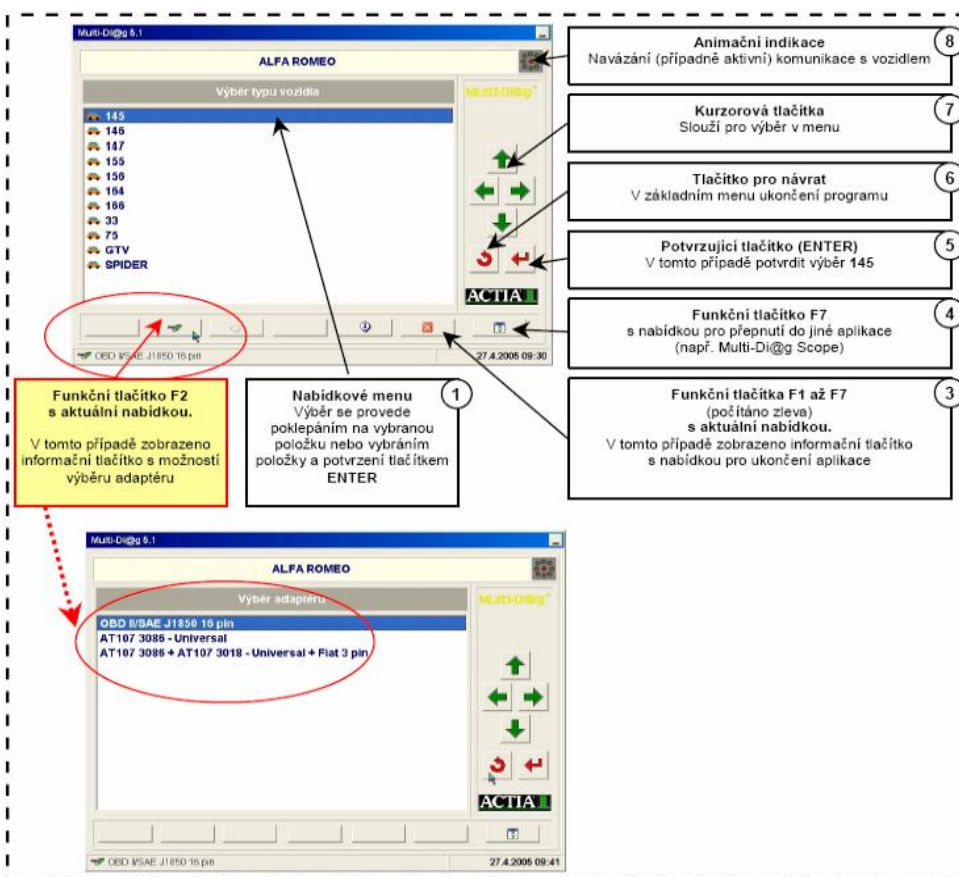 Multi-Di@g 5.1
ALFA ROMEO
Výběr typu vozidla
Multi-Di@g
145
146
147
155
156
164
166
33
75
GTV
SPIDER
ACTIA
OBD II/SAE J1850 16 pin
27.4.2005 09:30
Animační indikace
Navázání (případně aktivní) komunikace s vozidlem
8
Kurzorová tlačítka
Slouží pro výběr v menu
7
Tlačítko pro návrat
V základním menu ukončení programu
6
Potvrzující tlačítko (ENTER)
V tomto případě potvrdit výběr 145
5
Funkční tlačítko F7
s nabídkou pro přepnutí do jiné aplikace
(např. Multi-Di@g Scope)
4
Funkční tlačítka F1 až F7
(počítáno zleva)
s aktuální nabídkou.
V tomto případě zobrazeno informační tlačítko
s nabídkou pro ukončení aplikace
3
Funkční tlačítko F2
s aktuální nabídkou.
V tomto případě zobrazeno
informační tlačítko s možností
výběru adaptéru
Nabídkové menu
Výběr se provede
poklepáním na vybranou
položku nebo vybráním
položky a potvrzení tlačítkem
ENTER
1
Multi-Di@g 5.1
ALFA ROMEO
Výběr adaptéru
Multi-Di@g
OBD II/SAE J1850 16 pin
AT107 3086 - Universal
AT107 3086 + AT107 3018 - Universal + Fiat 3 pin
ACTIA
OBD II/SAE J1850 16 pin
27.4.2005 09:41